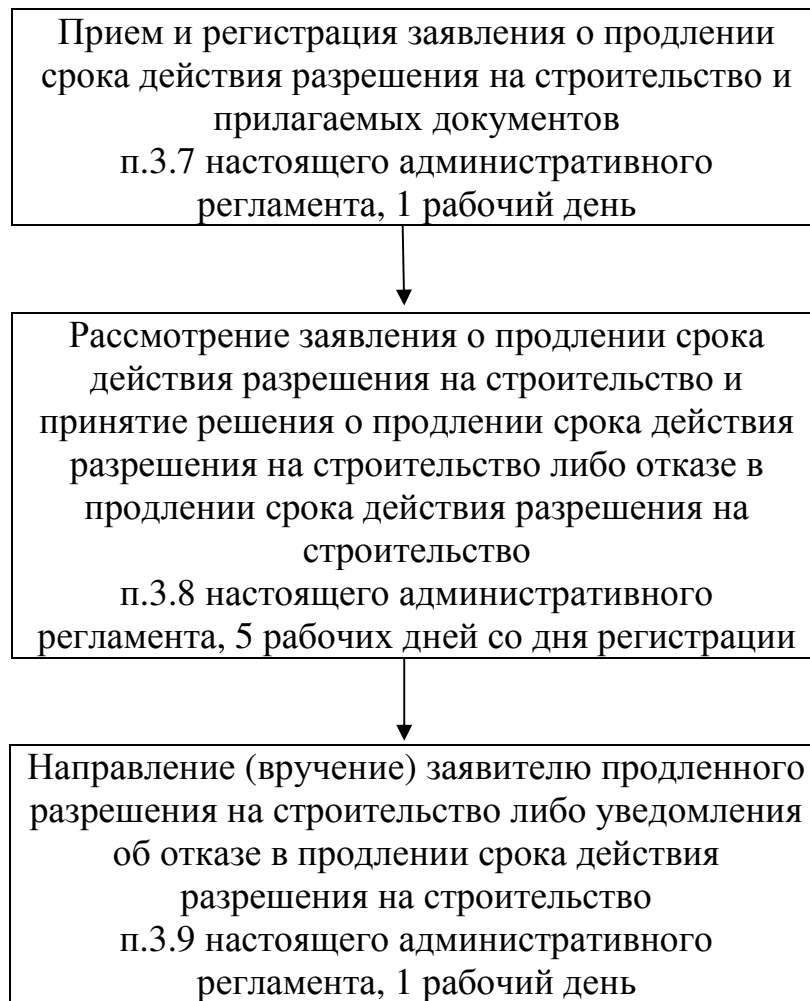 Прием и регистрация заявления о продлении
срока действия разрешения на строительство и
прилагаемых документов
п.3.7 настоящего административного
регламента, 1 рабочий день
Рассмотрение заявления о продлении срока
действия разрешения на строительство и
принятие решения о продлении срока действия
разрешения на строительство либо отказе в
продлении срока действия разрешения на
строительство
п.3.8 настоящего административного
регламента, 5 рабочих дней со дня регистрации
Направление (вручение) заявителю продленного
разрешения на строительство либо уведомления
об отказе в продлении срока действия
разрешения на строительство
п.3.9 настоящего административного
регламента, 1 рабочий день